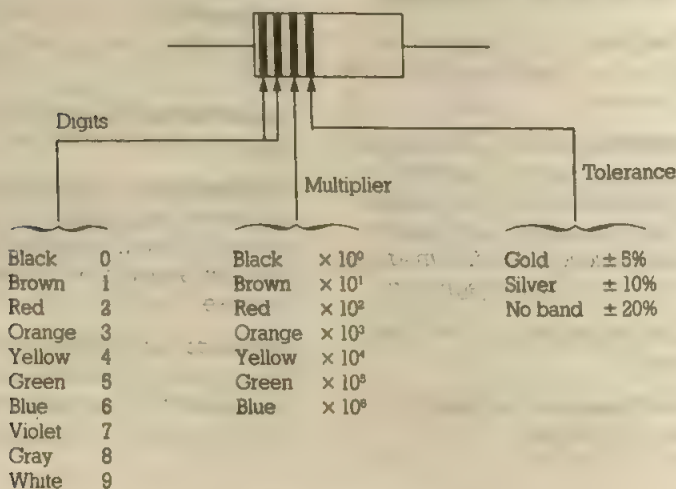 Digits
Multiplier
Tolerance
Black 0
Brown 1
Red 2
Orange 3
Yellow 4
Green 5
Blue 6
Violet 7
Gray 8
White 9
Black × 10⁰
Brown × 10¹
Red × 10²
Orange × 10³
Yellow × 10⁴
Green × 10⁵
Blue × 10⁶
Gold ± 5%
Silver ± 10%
No band ± 20%